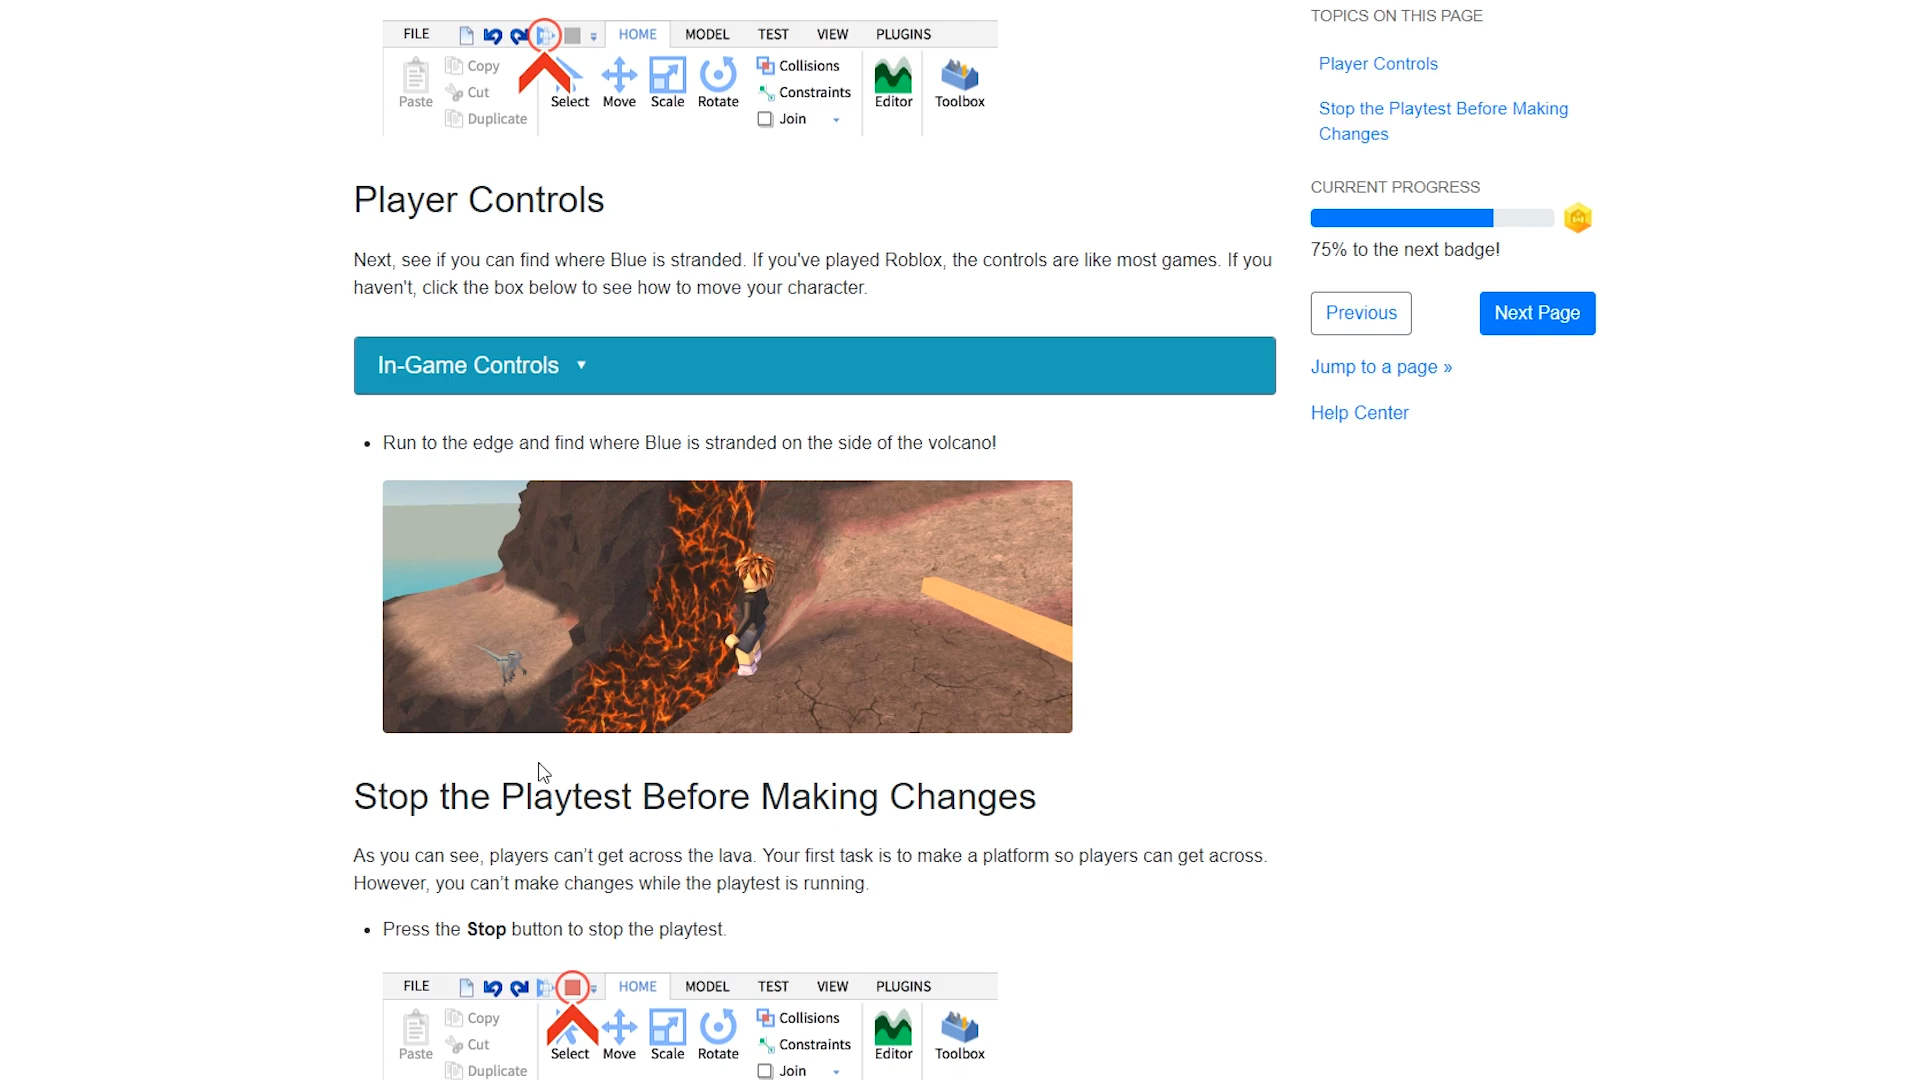 FILE HOME MODEL TEST VIEW PLUGINS
Copy Collisions
Cut Constraints
Paste Select Move Scale Rotate Editor Toolbox
Duplicate Join
Player Controls
Next, see if you can find where Blue is stranded. If you've played Roblox, the controls are like most games. If you
haven't, click the box below to see how to move your character.
In-Game Controls
Run to the edge and find where Blue is stranded on the side of the volcano!
Stop the Playtest Before Making Changes
As you can see, players can’t get across the lava. Your first task is to make a platform so players can get across.
However, you can’t make changes while the playtest is running.
Press the Stop button to stop the playtest.
FILE HOME MODEL TEST VIEW PLUGINS
Copy Collisions
Cut Constraints
Paste Select Move Scale Rotate Editor Toolbox
Duplicate Join
TOPICS ON THIS PAGE
Player Controls
Stop the Playtest Before Making
Changes
CURRENT PROGRESS
75% to the next badge!
Previous Next Page
Jump to a page »
Help Center